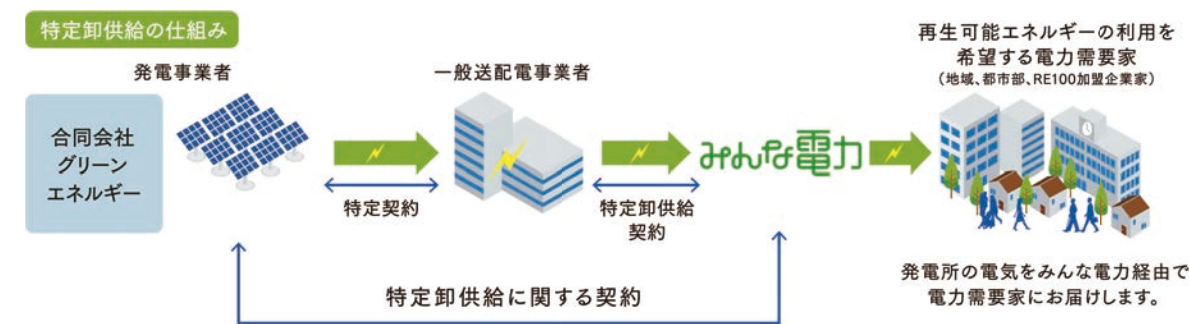 特定卸供給の仕組み
発電事業者
合同会社
グリーン
エネルギー
特定契約
一般送配電事業者
特定卸供給
契約
みんな電力
再生可能エネルギーの利用を
希望する電力需要家
（地域、都市部、RE100加盟企業家）
発電所の電気をみんな電力経由で
電力需要家にお届けします。
特定卸供給に関する契約